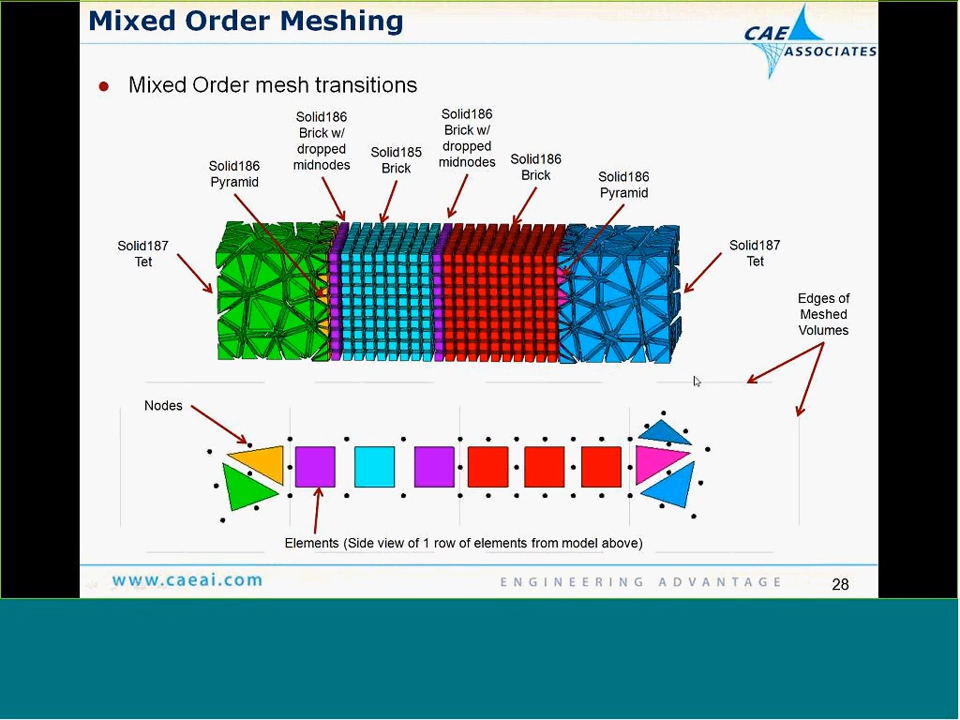 Mixed Order Meshing
CAE
ASSOCIATES
● Mixed Order mesh transitions
Solid186
Brick w/
dropped
midnodes
Solid186
Brick w/
dropped
midnodes
Solid185
Brick
Solid186
Brick
Solid186
Pyramid
Solid186
Pyramid
Solid187
Tet
Solid187
Tet
Edges of
Meshed
Volumes
Nodes
Elements (Side view of 1 row of elements from model above)
www.caeai.com
ENGINEERING ADVANTAGE
28